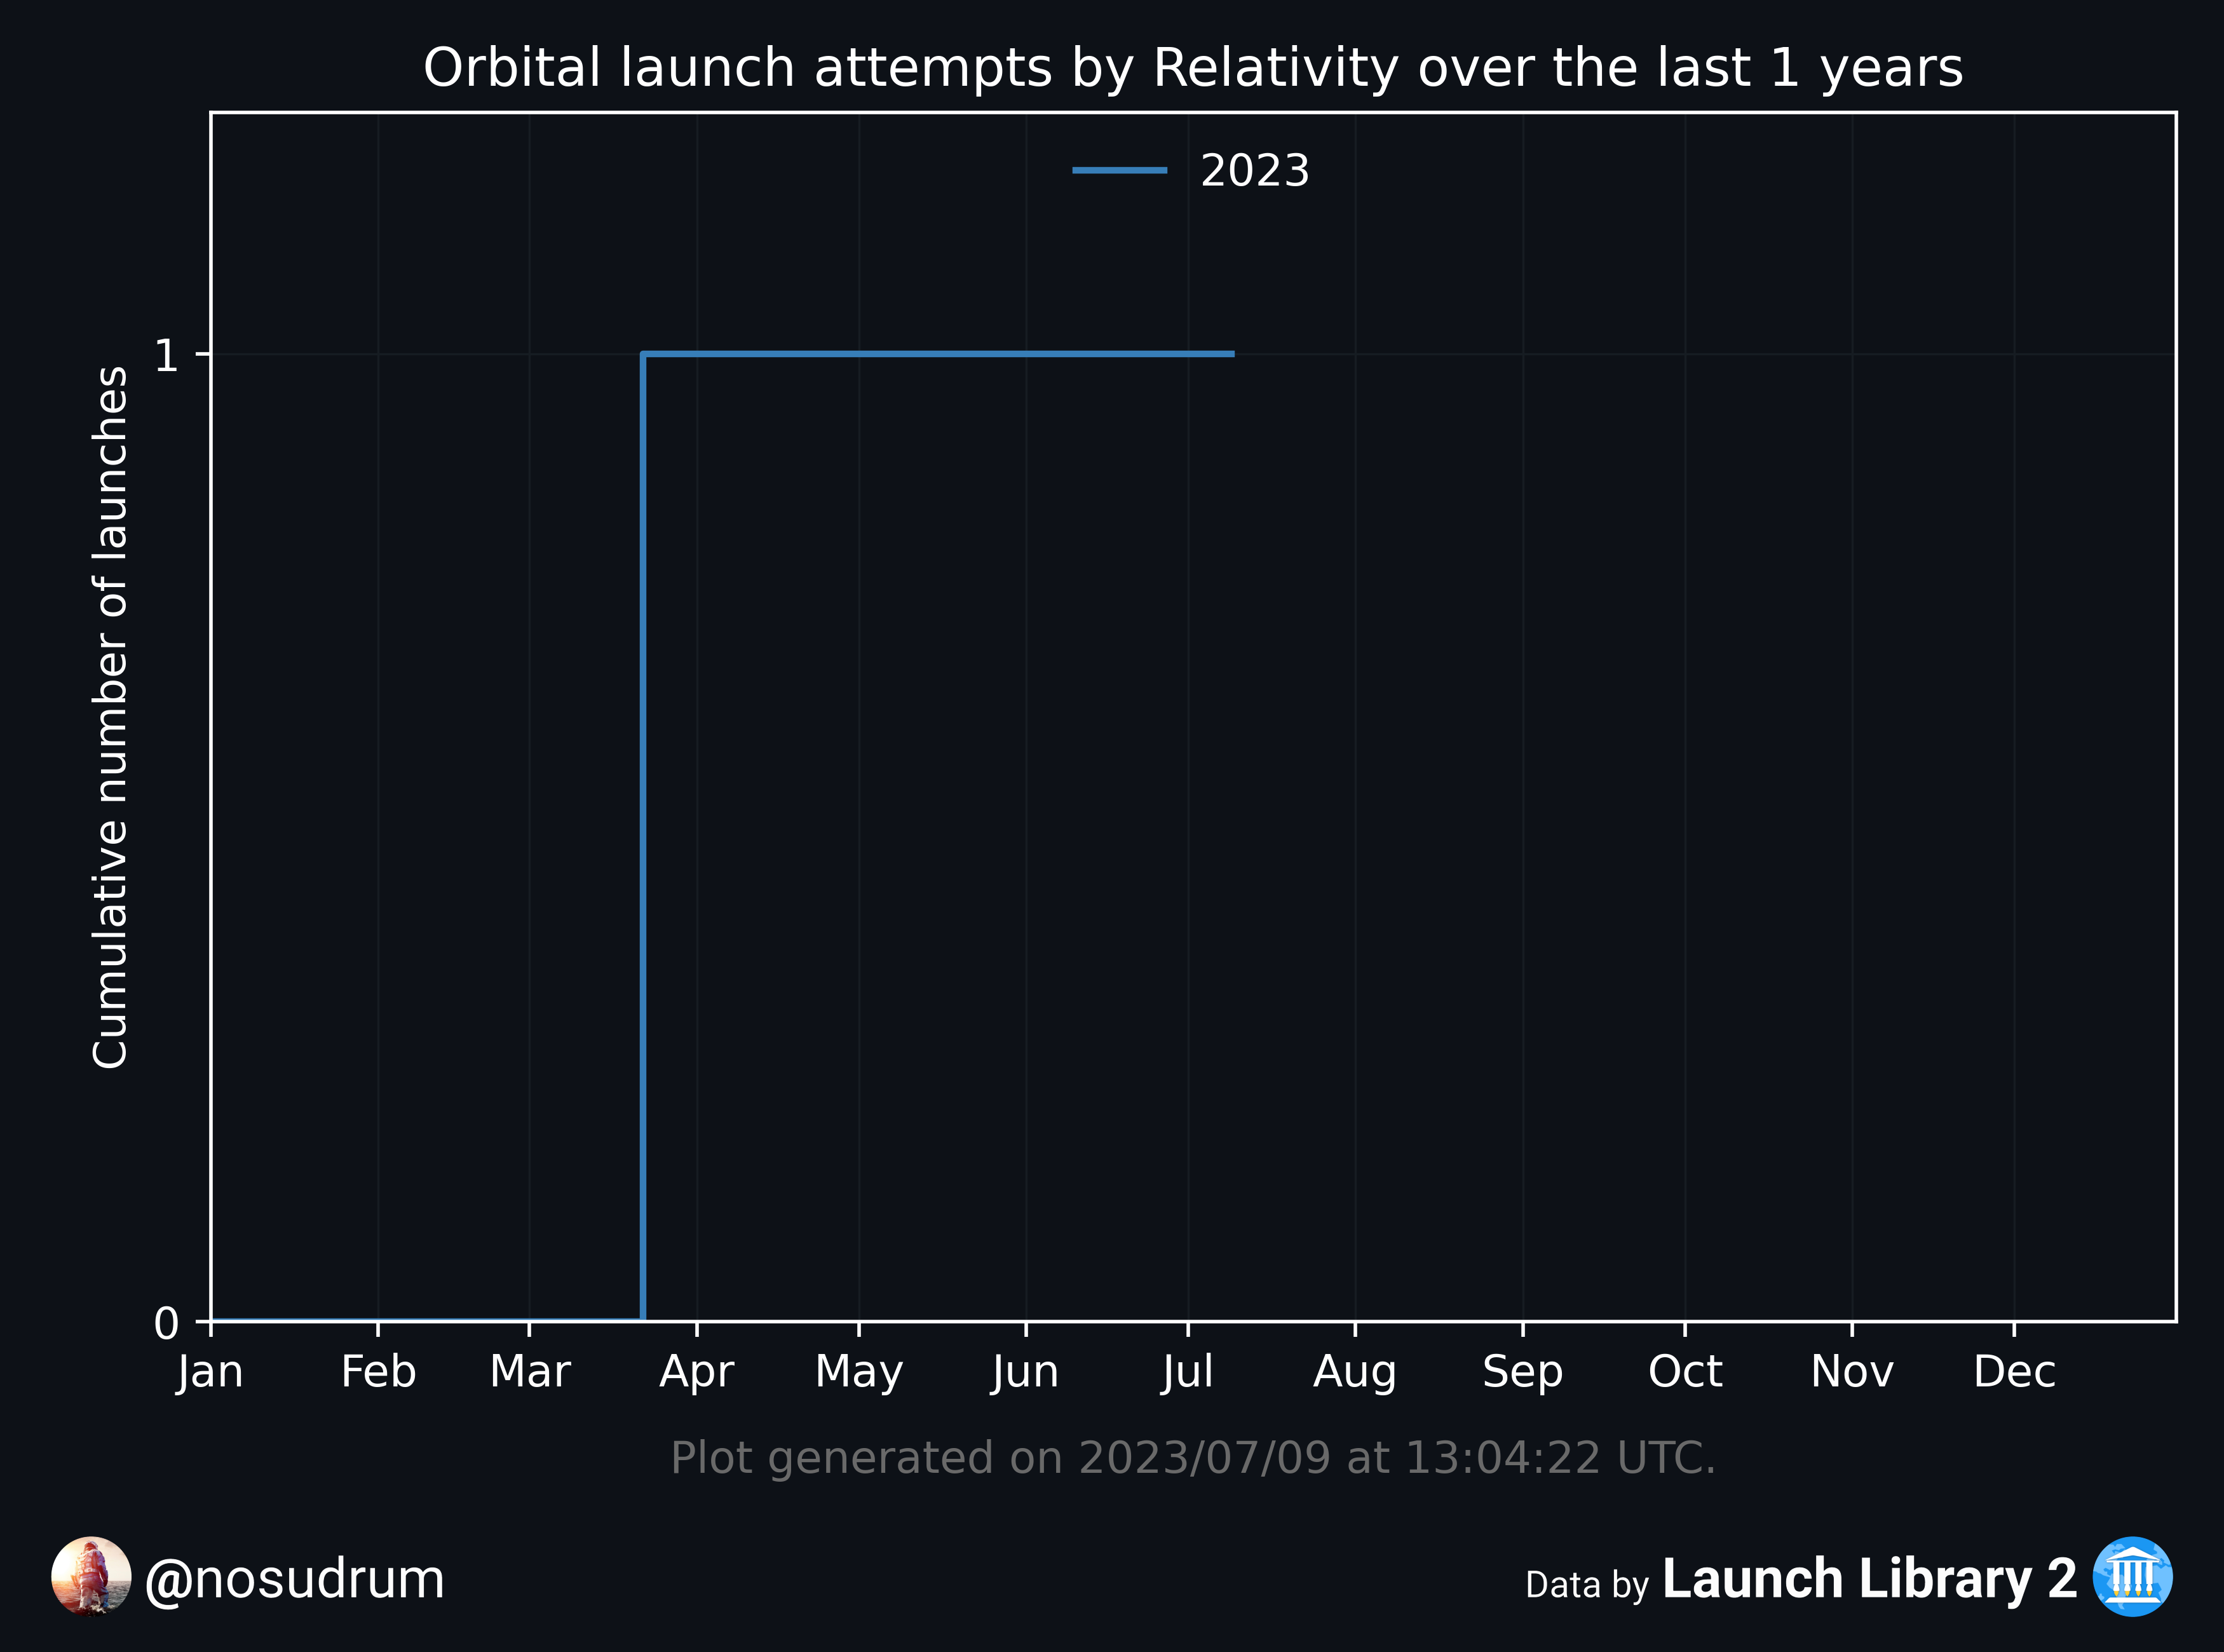 Orbital launch attempts by Relativity over the last 1 years
2023
Cumulative number of launches
1
0
Jan Feb Mar Apr May Jun Jul Aug Sep Oct Nov Dec
Plot generated on 2023/07/09 at 13:04:22 UTC.
@nosudrum
Data by Launch Library 2